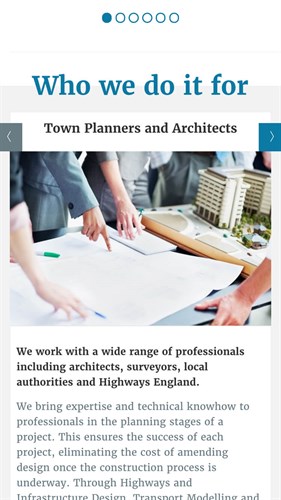 Who we do it for
Town Planners and Architects
We work with a wide range of professionals
including architects, surveyors, local
authorities and Highways England.
We bring expertise and technical knowhow to
professionals in the planning stages of a
project. This ensures the success of each
project, eliminating the cost of amending
design once the construction process is
underway. Through Highways and
Infrastructure Design, Transport Modelling and